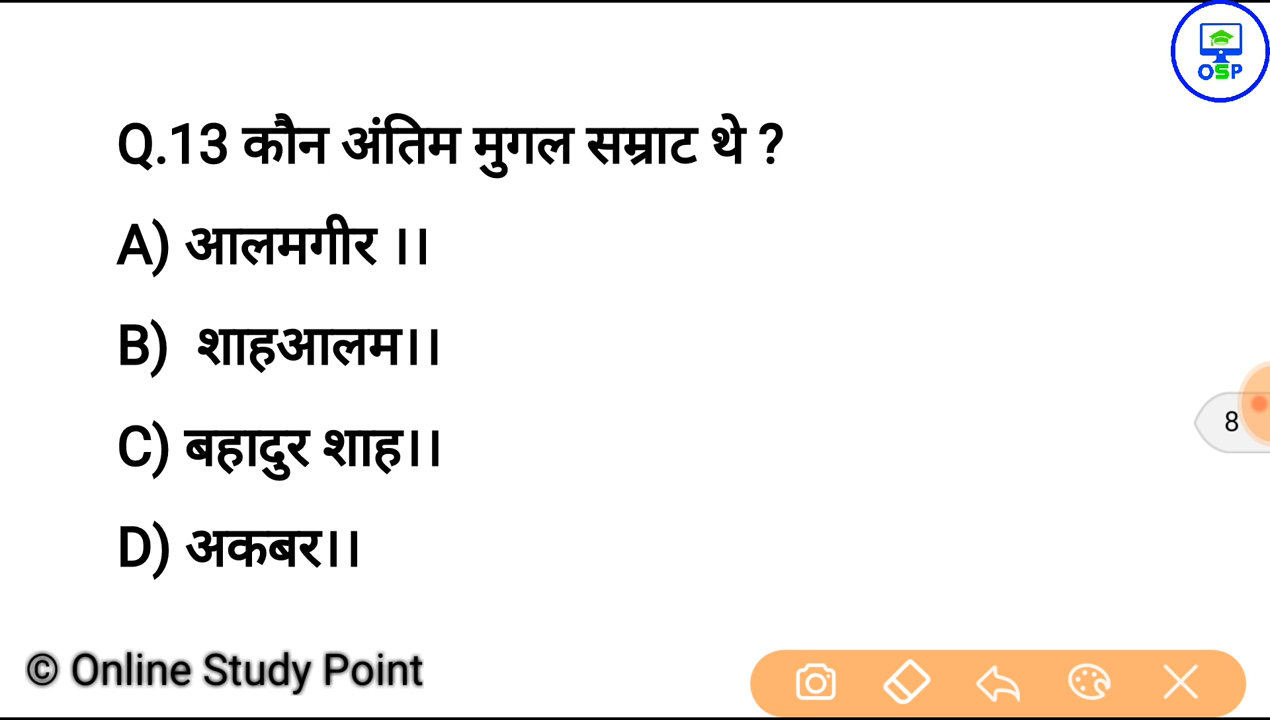 OSP
Q.13 कौन अंतिम मुगल सम्राट थे ?
A) आलमगीर ।।
B) शाहआलम।।
C) बहादुर शाह।।
D) अकबर।।
8
© Online Study Point